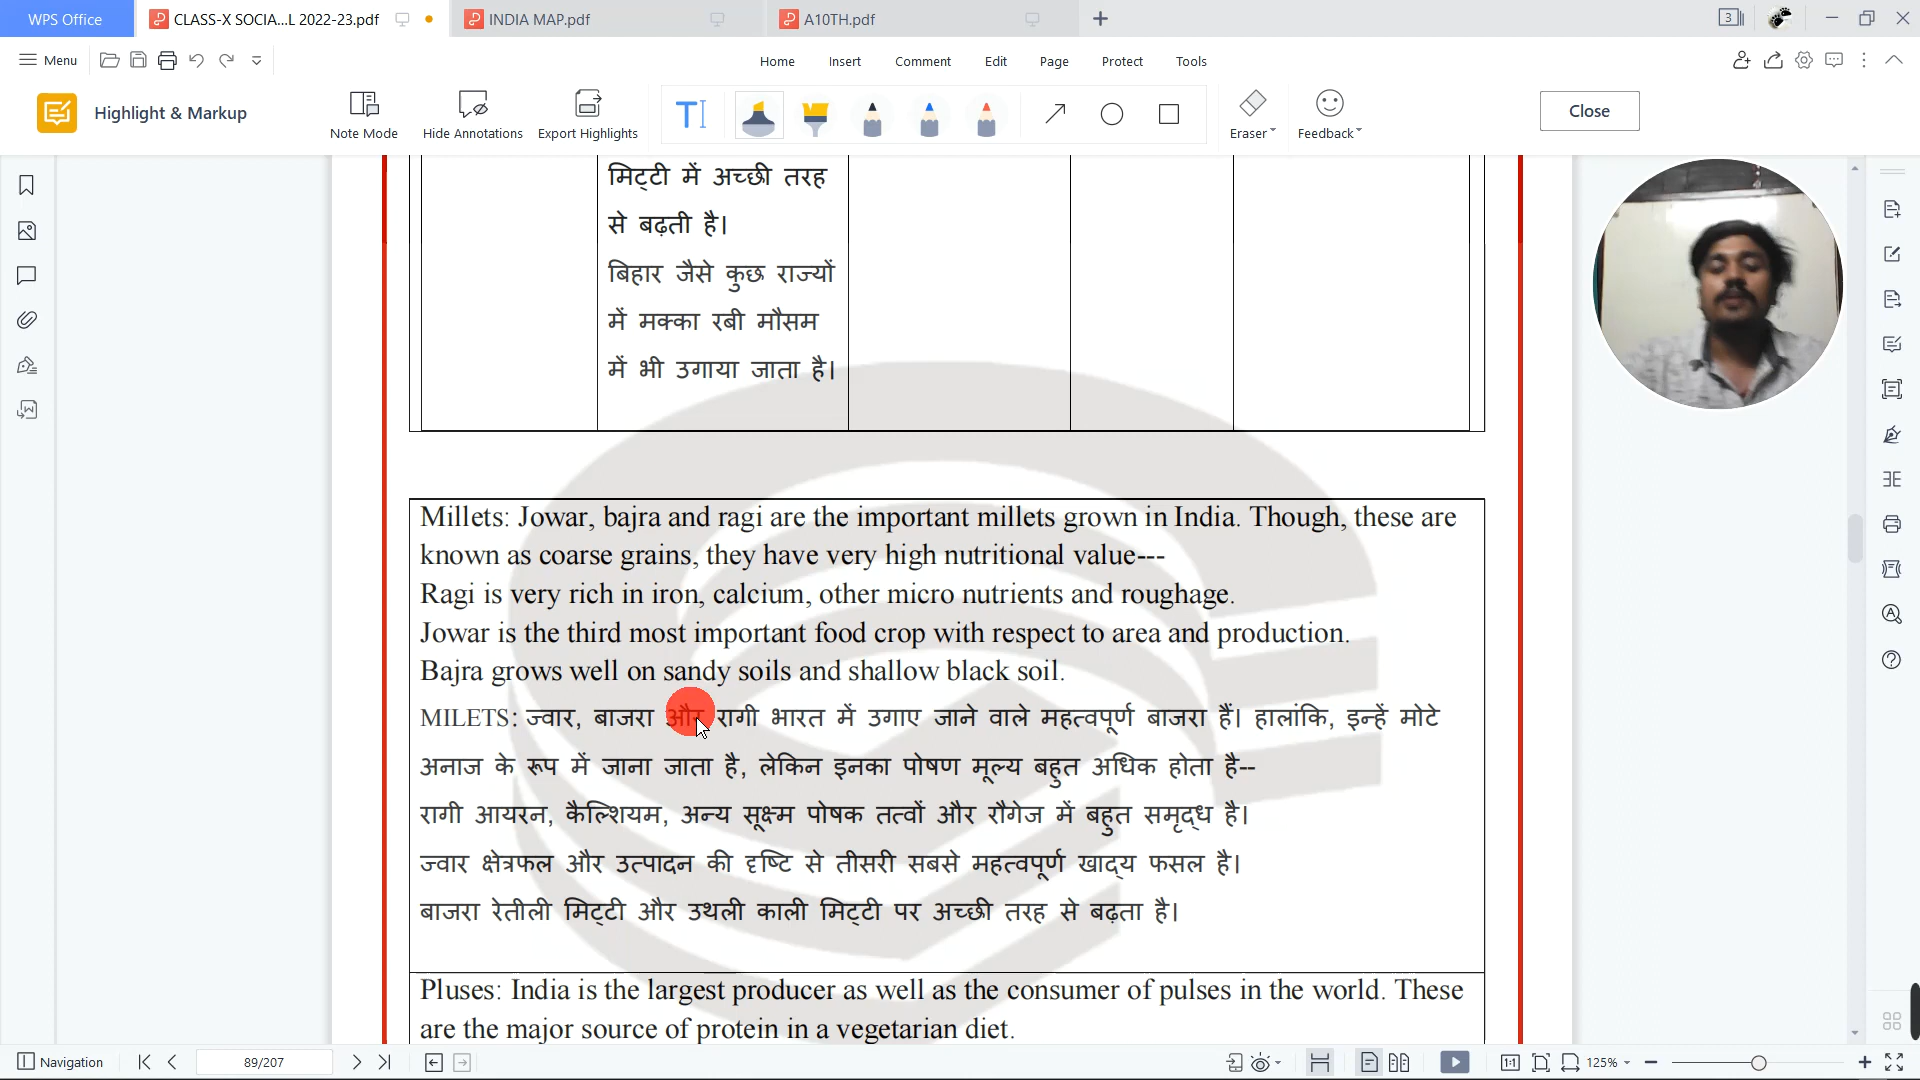 WPS Office
CLASS-X SOCIA...L 2022-23.pdf
INDIA MAP.pdf
A10TH.pdf
3
Menu
Home Insert Comment Edit Page Protect Tools
Highlight & Markup
Note Mode
Hide Annotations
Export Highlights
Eraser
Feedback
Close
मिट्टी में अच्छी तरह
से बढ़ती है।
बिहार जैसे कुछ राज्यों
में मक्का रबी मौसम
में भी उगाया जाता है।
Millets: Jowar, bajra and ragi are the important millets grown in India. Though, these are
known as coarse grains, they have very high nutritional value---
Ragi is very rich in iron, calcium, other micro nutrients and roughage.
Jowar is the third most important food crop with respect to area and production.
Bajra grows well on sandy soils and shallow black soil.
MILETS: ज्वार, बाजरा और रागी भारत में उगाए जाने वाले महत्वपूर्ण बाजरा हैं। हालांकि, इन्हें मोटे
अनाज के रूप में जाना जाता है, लेकिन इनका पोषण मूल्य बहुत अधिक होता है--
रागी आयरन, कैल्शियम, अन्य सूक्ष्म पोषक तत्वों और रौगेज में बहुत समृद्ध है।
ज्वार क्षेत्रफल और उत्पादन की दृष्टि से तीसरी सबसे महत्वपूर्ण खाद्य फसल है।
बाजरा रेतीली मिट्टी और उथली काली मिट्टी पर अच्छी तरह से बढ़ता है।
Pluses: India is the largest producer as well as the consumer of pulses in the world. These
are the major source of protein in a vegetarian diet.
Navigation
89/207
1:1
125%